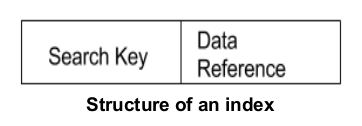 Search Key
Data
Reference
Structure of an index